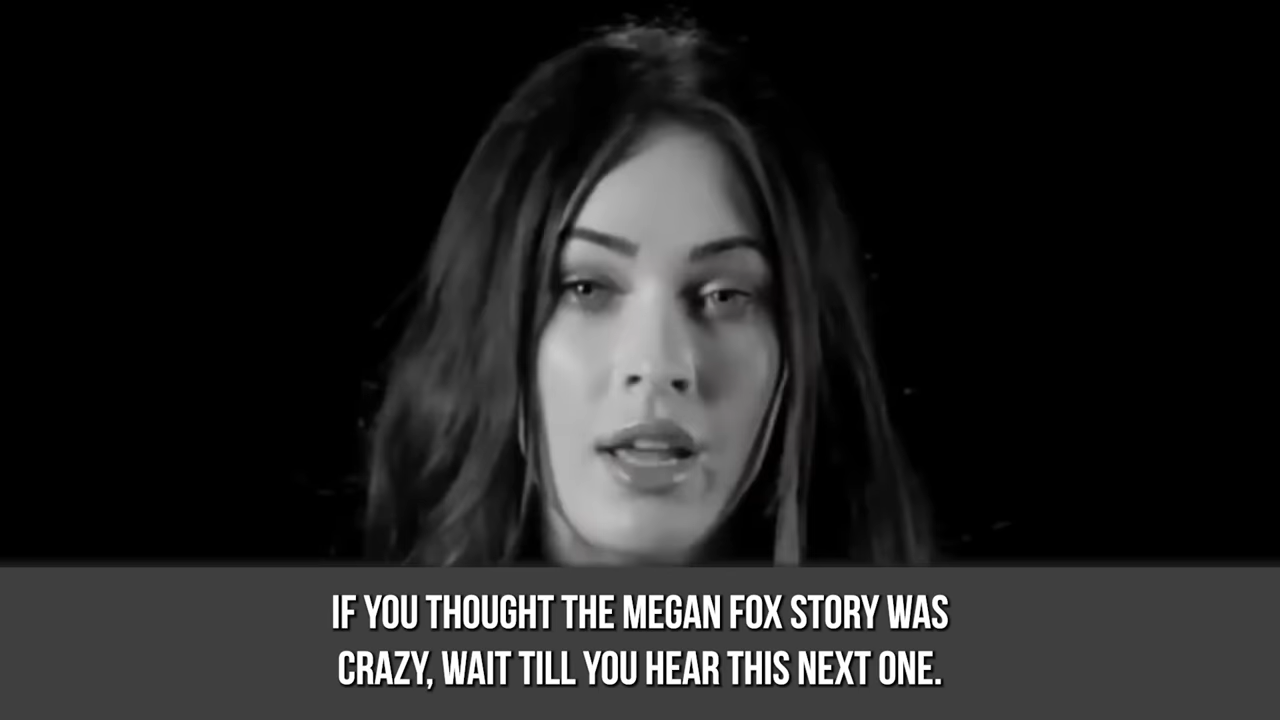 IF YOU THOUGHT THE MEGAN FOX STORY WAS
CRAZY, WAIT TILL YOU HEAR THIS NEXT ONE.